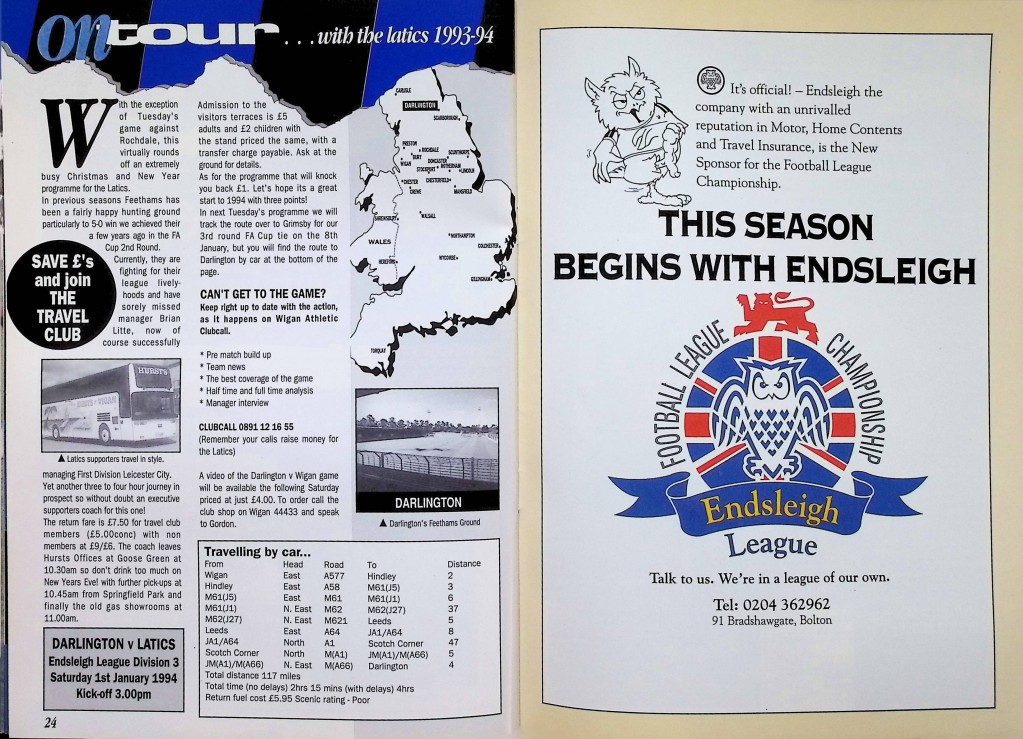 on tour ...with the latics 1993-94
With the exception
of Tuesday's
game against
Rochdale, this
virtually rounds
off an extremely
busy Christmas and New Year
programme for the Latics.
In previous seasons Feethams has
been a fairly happy hunting ground
particularly to 5-0 win we achieved their
a few years ago in the FA
Cup 2nd Round.
Currently, they are
fighting for their
league liveli-
hoods and have
sorely missed
manager Brian
Litte, now of
course successfully
SAVE £'s
and join
THE
TRAVEL
CLUB
HURSTS
▲ Latics supporters travel in style.
managing First Division Leicester City.
Yet another three to four hour journey in
prospect so without doubt an executive
supporters coach for this one!
The return fare is £7.50 for travel club
members (£5.00conc) with non
members at £9/£6. The coach leaves
Hursts Offices at Goose Green at
10.30am so don't drink too much on
New Years Eve! with further pick-ups at
10.45am from Springfield Park and
finally the old gas showrooms at
11.00am.
DARLINGTON v LATICS
Endsleigh League Division 3
Saturday 1st January 1994
Kick-off 3.00pm
24
Admission to the
visitors terraces is £5
adults and £2 children with
the stand priced the same, with a
transfer charge payable. Ask at the
ground for details.
As for the programme that will knock
you back £1. Let's hope its a great
start to 1994 with three points!
In next Tuesday's programme we will
track the route over to Grimsby for our
3rd round FA Cup tie on the 8th
January, but you will find the route to
Darlington by car at the bottom of the
page.
CAN'T GET TO THE GAME?
Keep right up to date with the action,
as it happens on Wigan Athletic
Clubcall.
* Pre match build up
* Team news
* The best coverage of the game
* Half time and full time analysis
* Manager interview
CLUBCALL 0891 12 16 55
(Remember your calls raise money for
the Latics)
A video of the Darlington v Wigan game
will be available the following Saturday
priced at just £4.00. To order call the
club shop on Wigan 44433 and speak
to Gordon.
CARLISLE
DARLINGTON
SCARBOROUGH
PRESTON
ROCHDALE
BURY
SCUNTHORPE
WIGAN
DONCASTER
ROTHERHAM
STOCKPORT
LINCOLN
CHESTER
CHESTERFIELD
CREWE
MANSFIELD
SHREWSBURY
WALSALL
WALES
NORTHAMPTON
COLCHESTER
HEREFORD
WYCOMBE
GILLINGHAM
TORQUAY
DARLINGTON
▲ Darlington's Feethams Ground
Travelling by car...
From Head Road To Distance
Wigan East A577 Hindley 2
Hindley East A58 M61(J5) 3
M61(J5) East M61 M61(J1) 6
M61(J1) N. East M62 M62(J27) 37
M62(J27) N. East M621 Leeds 5
Leeds East A64 JA1/A64 8
JA1/A64 North A1 Scotch Corner 47
Scotch Corner North M(A1) JM(A1)/M(A66) 5
JM(A1)/M(A66) N. East M(A66) Darlington 4
Total distance 117 miles
Total time (no delays) 2hrs 15 mins (with delays) 4hrs
Return fuel cost £5.95 Scenic rating - Poor
It's official! – Endsleigh the
company with an unrivalled
reputation in Motor, Home Contents
and Travel Insurance, is the New
Sponsor for the Football League
Championship.
THIS SEASON
BEGINS WITH ENDSLEIGH
FOOTBALL LEAGUE CHAMPIONSHIP
Endsleigh
League
Talk to us. We're in a league of our own.
Tel: 0204 362962
91 Bradshawgate, Bolton